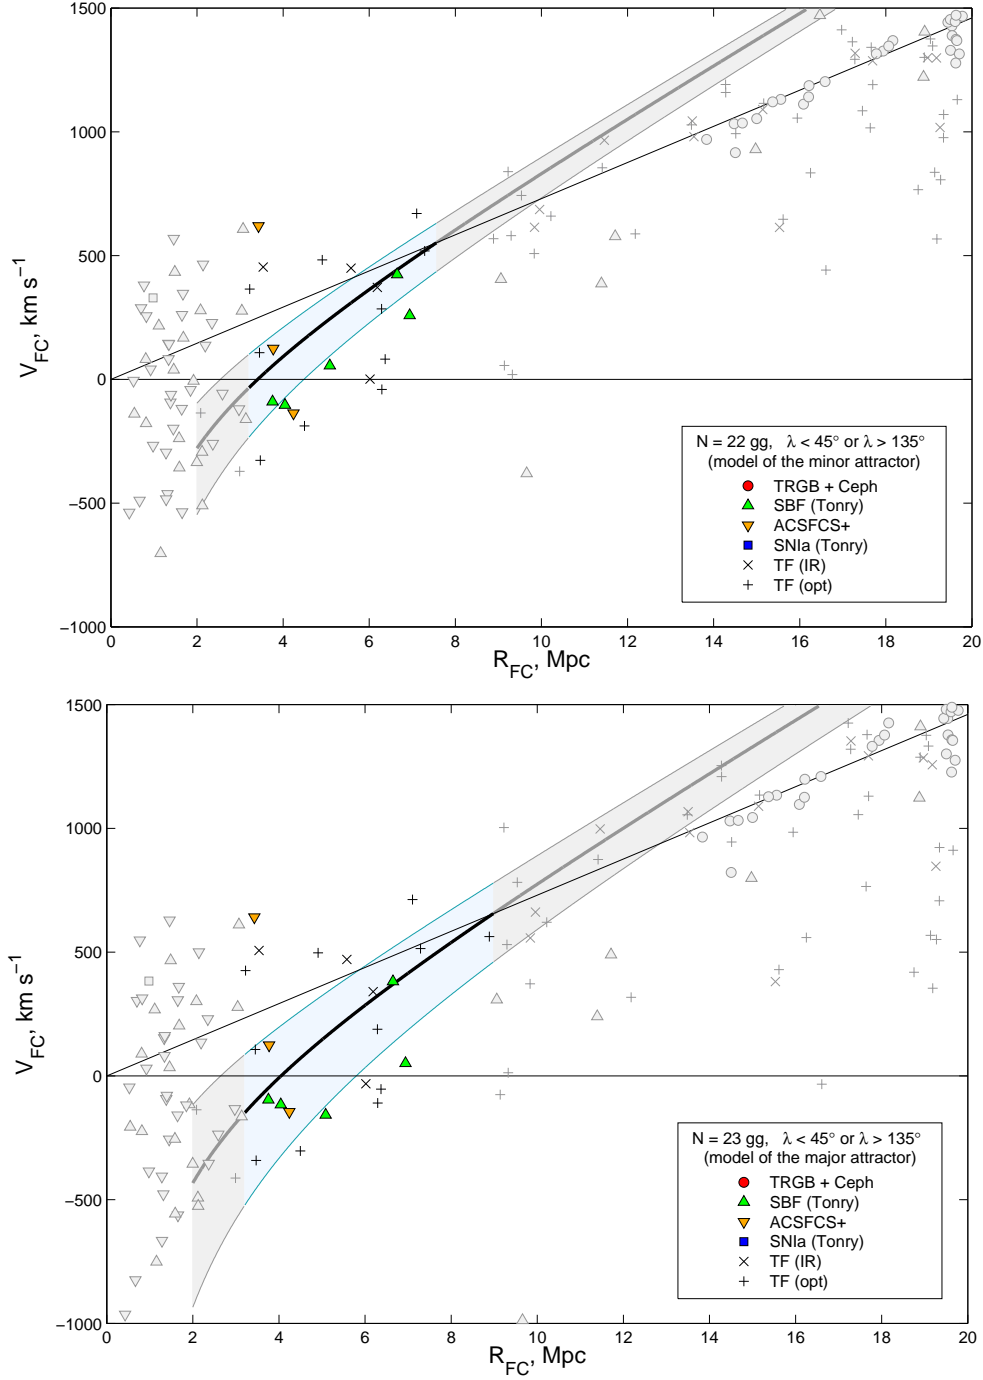 1500
1000
500
0
−500
−1000
V_FC, km s⁻¹
0 2 4 6 8 10 12 14 16 18 20
R_FC, Mpc
N = 22 gg, λ < 45° or λ > 135°
(model of the minor attractor)
TRGB + Ceph
SBF (Tonry)
ACSFCS+
SNIa (Tonry)
TF (IR)
TF (opt)
1500
1000
500
0
−500
−1000
V_FC, km s⁻¹
0 2 4 6 8 10 12 14 16 18 20
R_FC, Mpc
N = 23 gg, λ < 45° or λ > 135°
(model of the major attractor)
TRGB + Ceph
SBF (Tonry)
ACSFCS+
SNIa (Tonry)
TF (IR)
TF (opt)